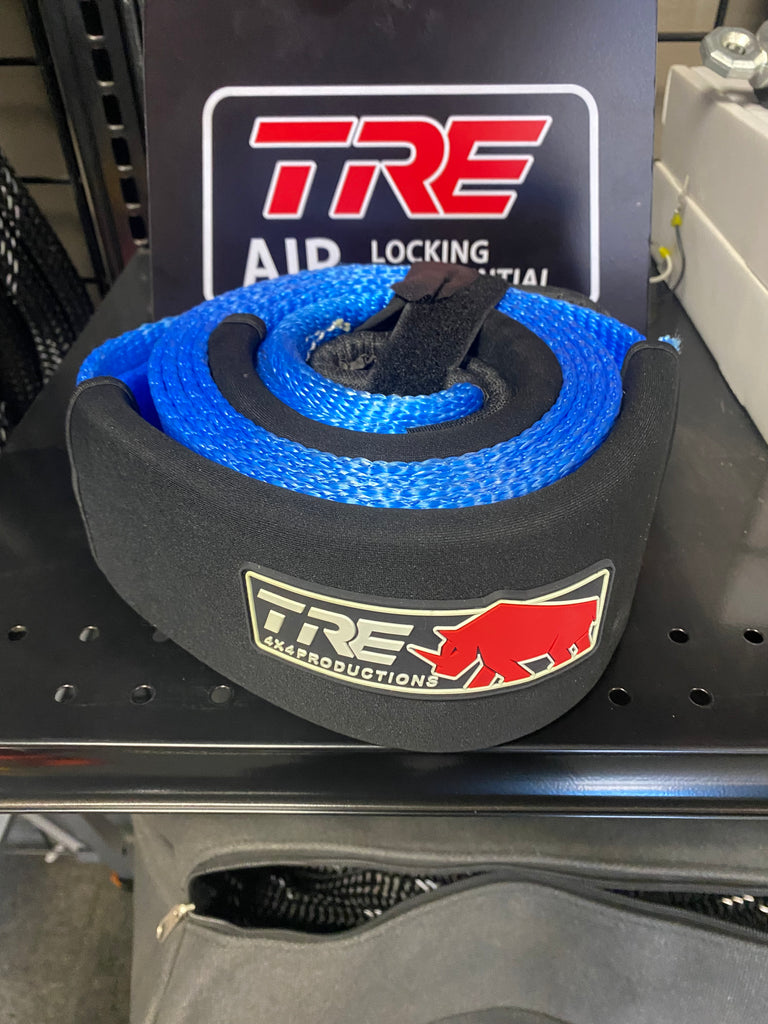 TRE
AIR LOCKING
TRE
4X4PRODUCTIONS